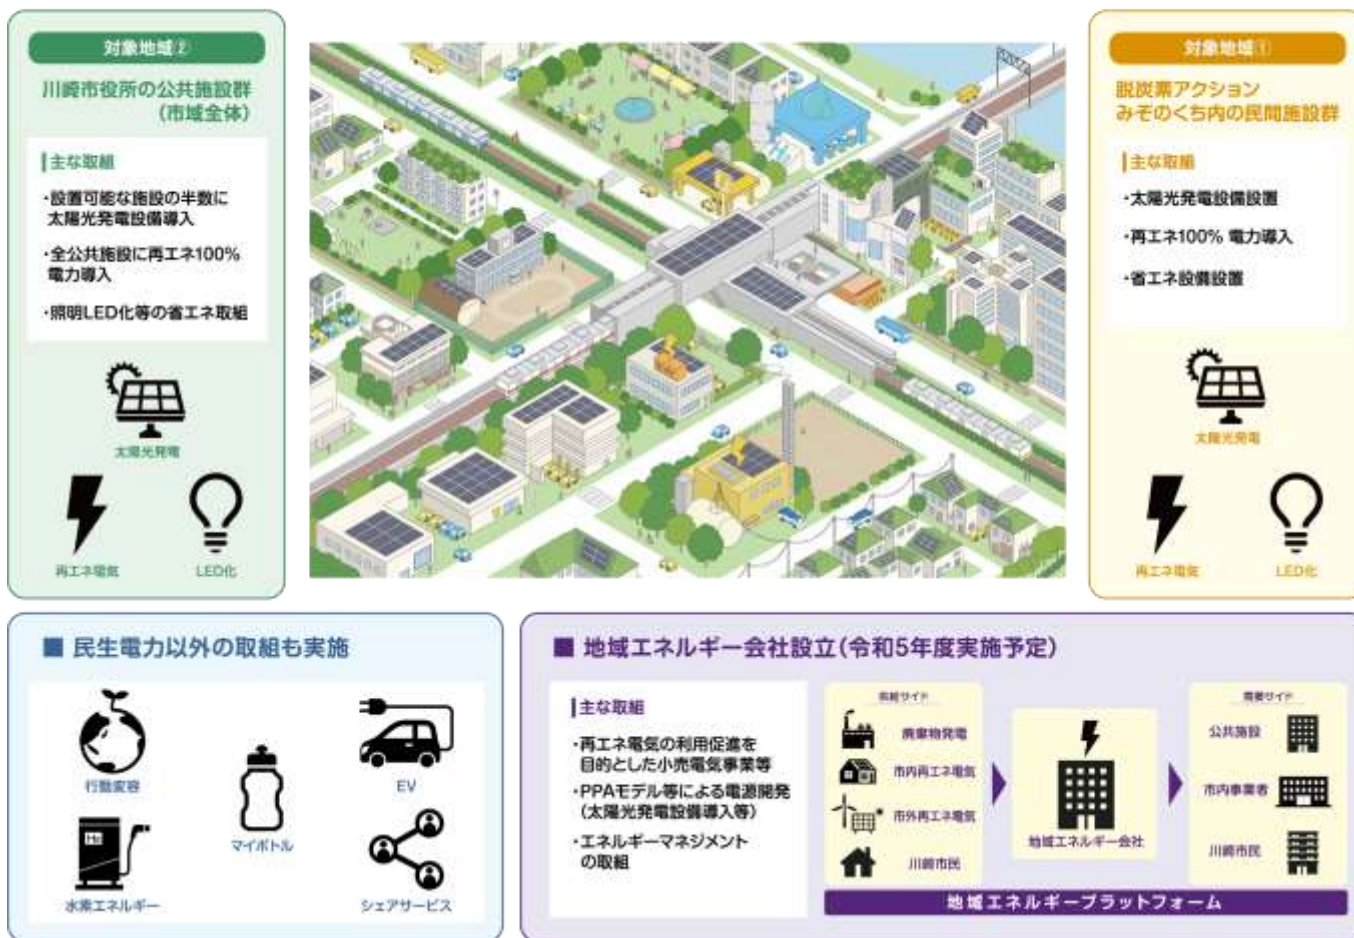 対象地域②
川崎市役所の公共施設群
(市域全体)
主な取組
・設置可能な施設の半数に
太陽光発電設備導入
・全公共施設に再エネ100%
電力導入
・照明LED化等の省エネ取組
太陽光発電
再エネ電気
LED化
対象地域①
脱炭素アクション
みぞのくち内の民間施設群
主な取組
・太陽光発電設備設置
・再エネ100% 電力導入
・省エネ設備設置
太陽光発電
再エネ電気
LED化
■ 民生電力以外の取組も実施
行動変容
マイボトル
EV
H2
水素エネルギー
シェアサービス
■ 地域エネルギー会社設立(令和5年度実施予定)
主な取組
・再エネ電気の利用促進を
目的とした小売電気事業等
・PPAモデル等による電源開発
(太陽光発電設備導入等)
・エネルギーマネジメント
の取組
供給サイド
廃棄物発電
市内再エネ電気
市外再エネ電気
川崎市民
地域エネルギー会社
需要サイド
公共施設
市内事業者
川崎市民
地域エネルギープラットフォーム